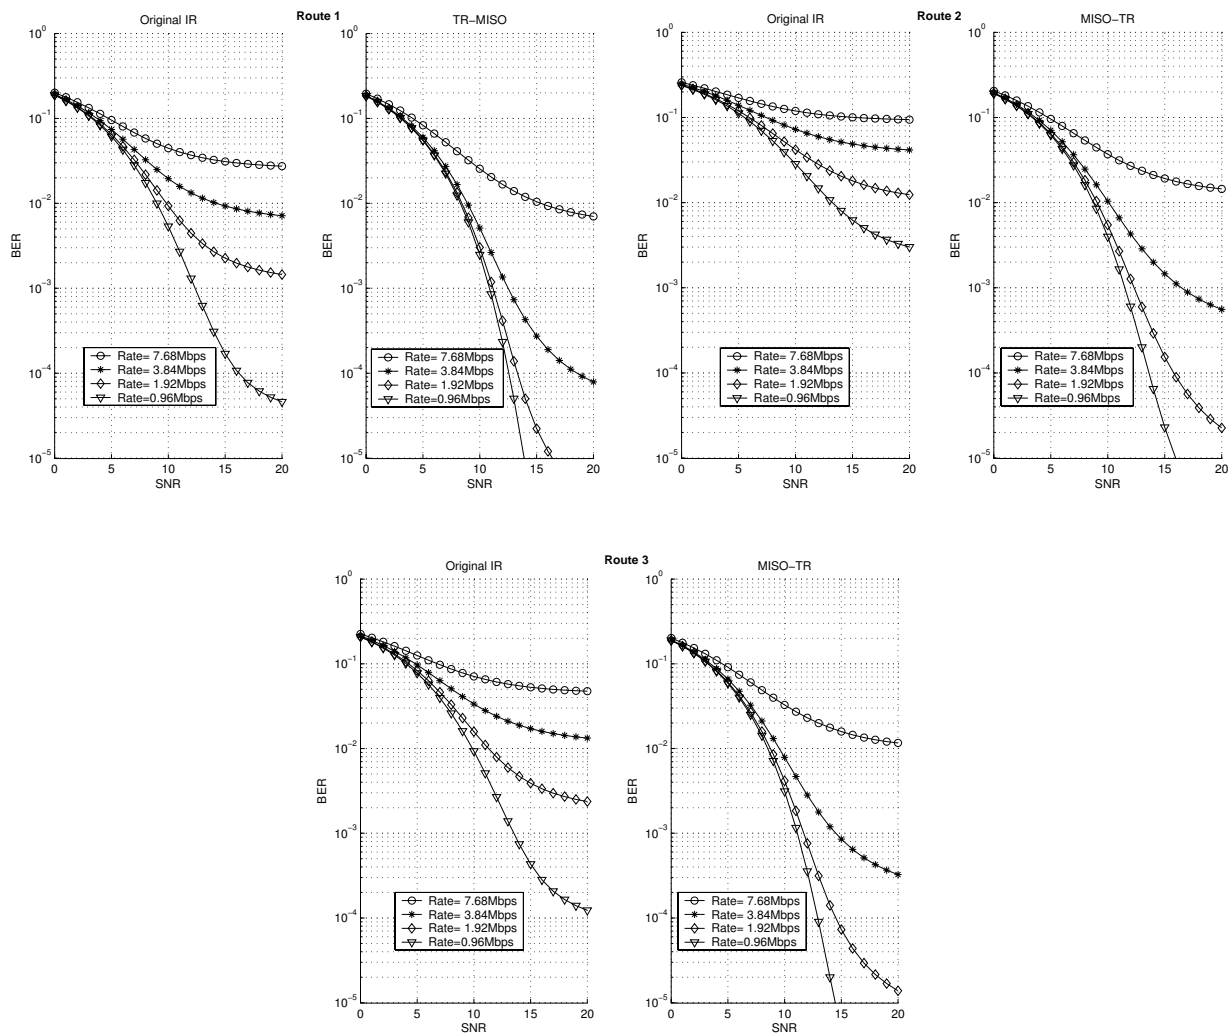 Route 1
Original IR
TR−MISO
10^0
10^−1
10^−2
10^−3
10^−4
10^−5
BER
Rate= 7.68Mbps
Rate= 3.84Mbps
Rate= 1.92Mbps
Rate=0.96Mbps
0 5 10 15 20
SNR
10^0
10^−1
10^−2
10^−3
10^−4
10^−5
BER
Rate= 7.68Mbps
Rate= 3.84Mbps
Rate= 1.92Mbps
Rate=0.96Mbps
0 5 10 15 20
SNR
Route 2
Original IR
MISO−TR
10^0
10^−1
10^−2
10^−3
10^−4
10^−5
BER
Rate= 7.68Mbps
Rate= 3.84Mbps
Rate= 1.92Mbps
Rate=0.96Mbps
0 5 10 15 20
SNR
10^0
10^−1
10^−2
10^−3
10^−4
10^−5
BER
Rate= 7.68Mbps
Rate= 3.84Mbps
Rate= 1.92Mbps
Rate=0.96Mbps
0 5 10 15 20
SNR
Route 3
Original IR
MISO−TR
10^0
10^−1
10^−2
10^−3
10^−4
10^−5
BER
Rate= 7.68Mbps
Rate= 3.84Mbps
Rate= 1.92Mbps
Rate=0.96Mbps
0 5 10 15 20
SNR
10^0
10^−1
10^−2
10^−3
10^−4
10^−5
BER
Rate= 7.68Mbps
Rate= 3.84Mbps
Rate= 1.92Mbps
Rate=0.96Mbps
0 5 10 15 20
SNR